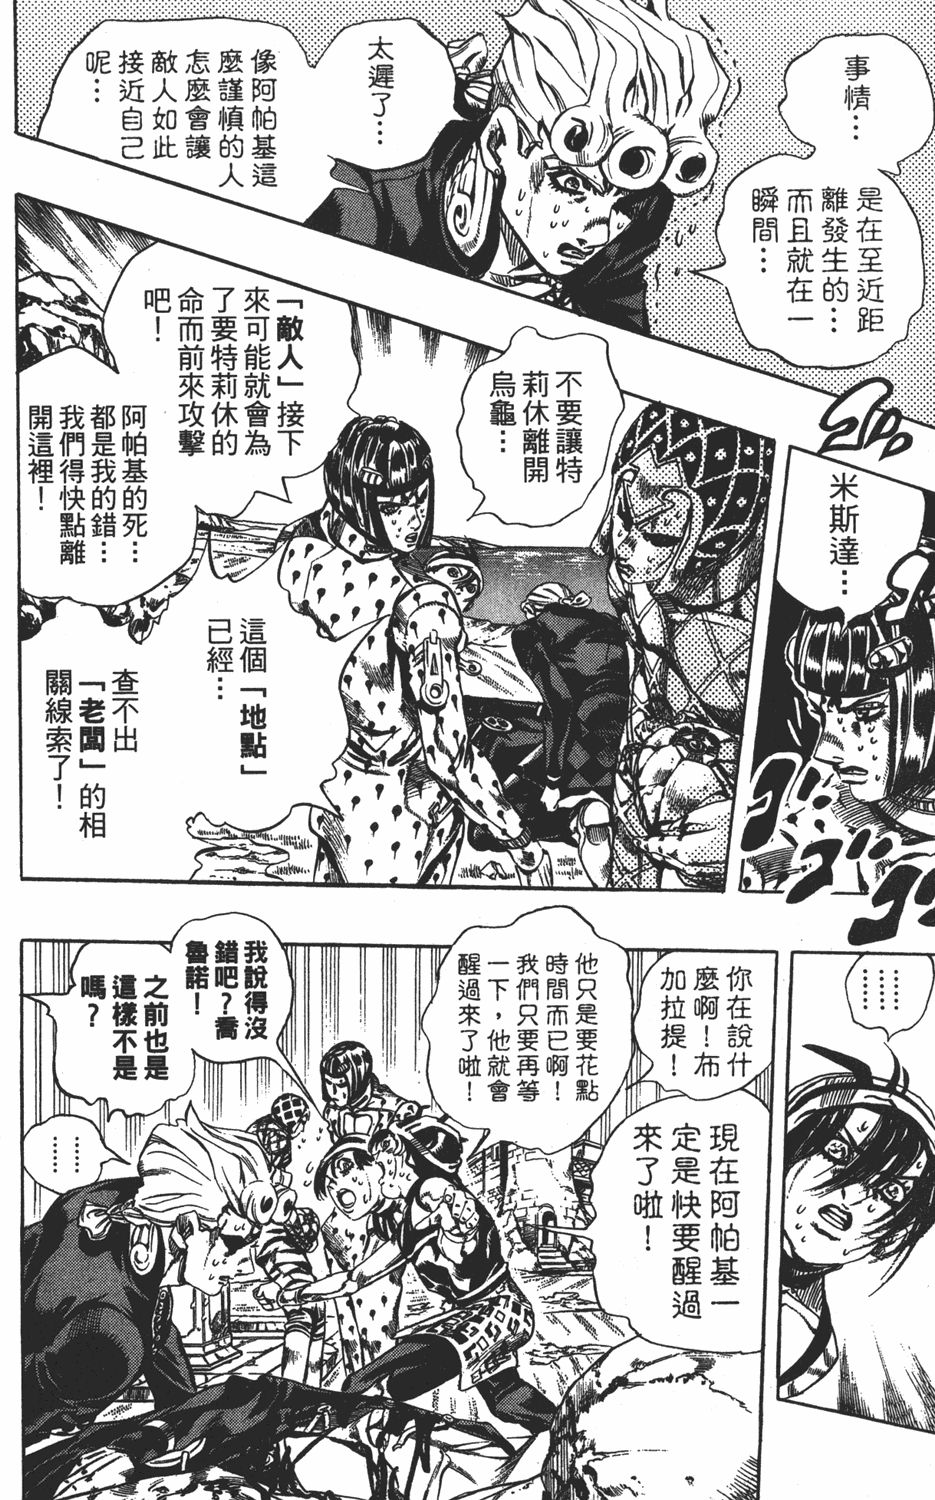 事情…
是在至近距
離發生的…
而且就在一
瞬間…
太遲了…
像阿帕基這
麼謹慎的人
怎麼會讓
敵人如此
接近自己
呢…
米斯達…
不要讓特
莉休離開
烏龜…
「敵人」接下
來可能就會為
了要特莉休的
命而前來攻擊
吧！
阿帕基的死…
都是我的錯…
我們得快點離
開這裡！
這個「地點」
已經…
查不出
「老闆」的相
關線索了！
ゴゴゴ
………
………
你在說什
麼啊！布
加拉提！
現在阿帕基一
定是快要醒過
來了啦！
他只是要花點
時間而已啊！
我們只要再等
一下，他就會
醒過來了啦！
我說得沒
錯吧？喬
魯諾！
之前也是
這樣不是
嗎？
………
………